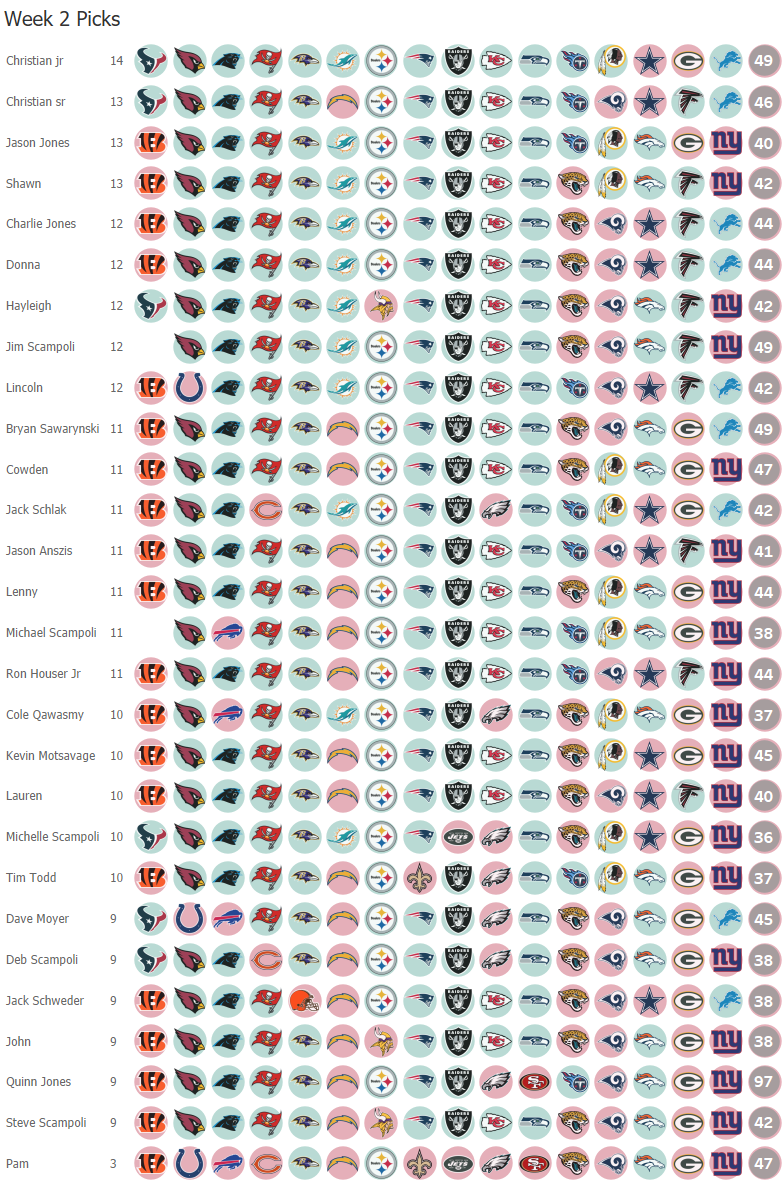 Week 2 Picks
Christian jr 14 49
Christian sr 13 46
Jason Jones 13 40
Shawn 13 42
Charlie Jones 12 44
Donna 12 44
Hayleigh 12 42
Jim Scampoli 12 49
Lincoln 12 42
Bryan Sawarynski 11 49
Cowden 11 47
Jack Schlak 11 42
Jason Anszis 11 41
Lenny 11 44
Michael Scampoli 11 38
Ron Houser Jr 11 44
Cole Qawasmy 10 37
Kevin Motsavage 10 45
Lauren 10 40
Michelle Scampoli 10 36
Tim Todd 10 37
Dave Moyer 9 45
Deb Scampoli 9 38
Jack Schweder 9 38
John 9 38
Quinn Jones 9 97
Steve Scampoli 9 42
Pam 3 47